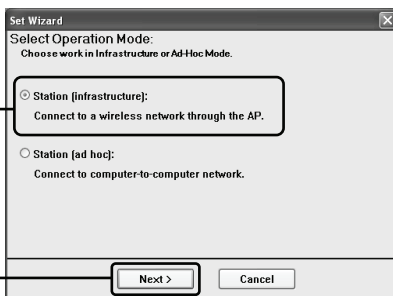 Set Wizard
Select Operation Mode:
Choose work in Infrastructure or Ad-Hoc Mode.
Station (infrastructure):
Connect to a wireless network through the AP.
Station (ad hoc):
Connect to computer-to-computer network.
Next > Cancel